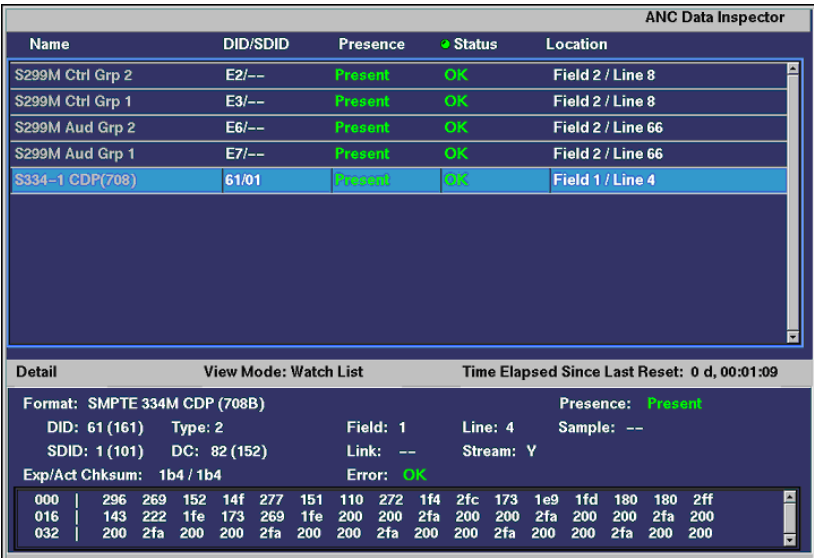 ANC Data Inspector
Name DID/SDID Presence Status Location
S299M Ctrl Grp 2 E2/-- Present OK Field 2 / Line 8
S299M Ctrl Grp 1 E3/-- Present OK Field 2 / Line 8
S299M Aud Grp 2 E6/-- Present OK Field 2 / Line 66
S299M Aud Grp 1 E7/-- Present OK Field 2 / Line 66
S334-1 CDP(708) 61/01 Present OK Field 1 / Line 4
Detail View Mode: Watch List Time Elapsed Since Last Reset: 0 d, 00:01:09
Format: SMPTE 334M CDP (708B) Presence: Present
DID: 61 (161) Type: 2 Field: 1 Line: 4 Sample: --
SDID: 1 (101) DC: 82 (152) Link: -- Stream: Y
Exp/Act Chksum: 1b4 / 1b4 Error: OK
000 | 296 269 152 14f 277 151 110 272 1f4 2fc 173 1e9 1fd 180 180 2ff
016 | 143 222 1fe 173 269 1fe 200 200 2fa 200 200 2fa 200 200 2fa 200
032 | 200 2fa 200 200 2fa 200 200 2fa 200 200 2fa 200 200 2fa 200 200